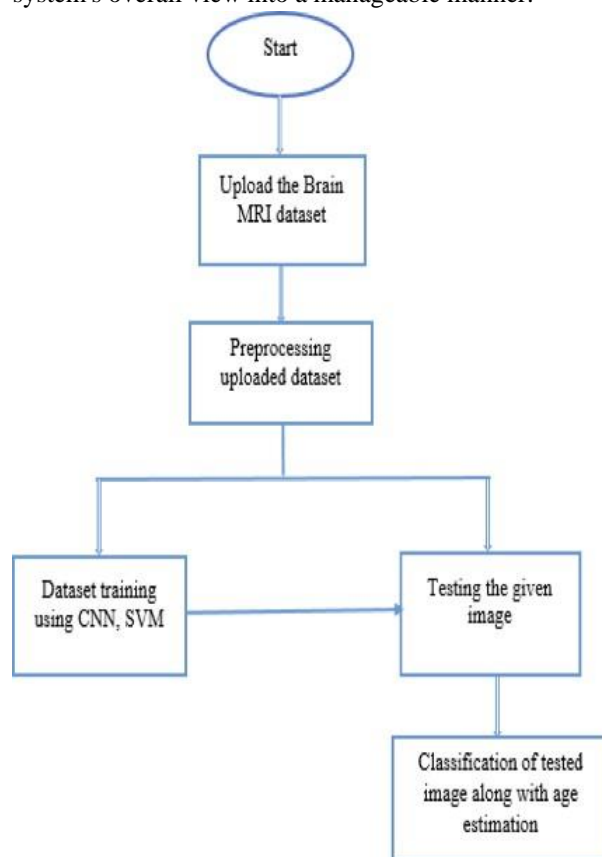 system's overall view into a manageable manner.
Start
Upload the Brain
MRI dataset
Preprocessing
uploaded dataset
Dataset training
using CNN, SVM
Testing the given
image
Classification of tested
image along with age
estimation